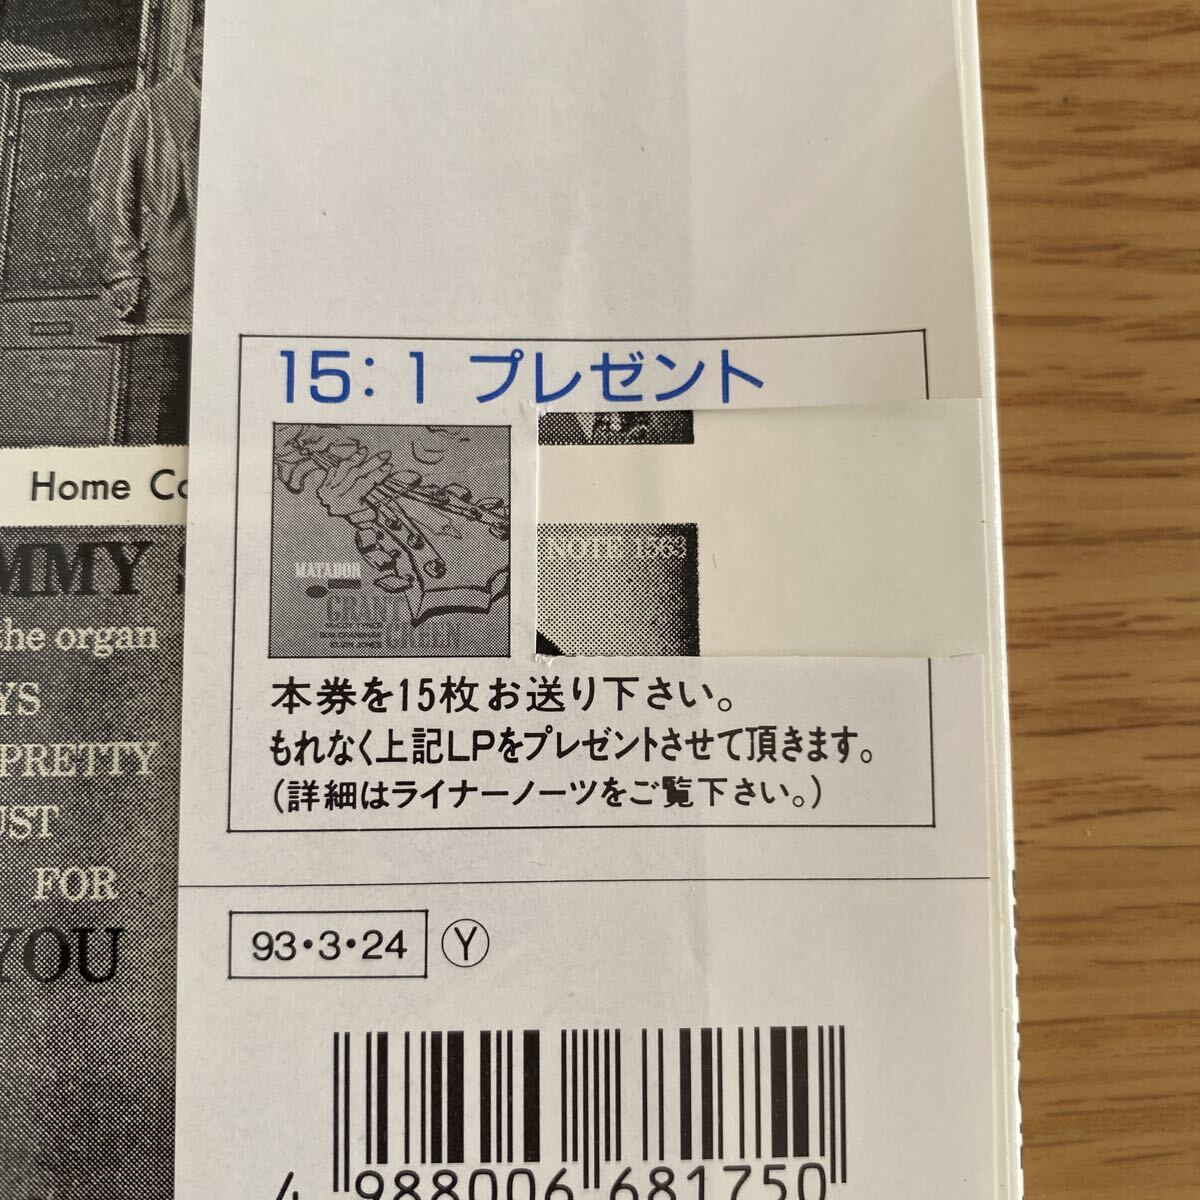 15:1 プレゼント
MATADOR
GRANT
GREEN
ELVIN JONES
1563
本券を15枚お送り下さい。
もれなく上記LPをプレゼントさせて頂きます。
(詳細はライナーノーツをご覧下さい。)
93・3・24 Ⓨ
4 988006 681750
Home
MMY
he organ
YS
PRETTY
UST
FOR
YOU